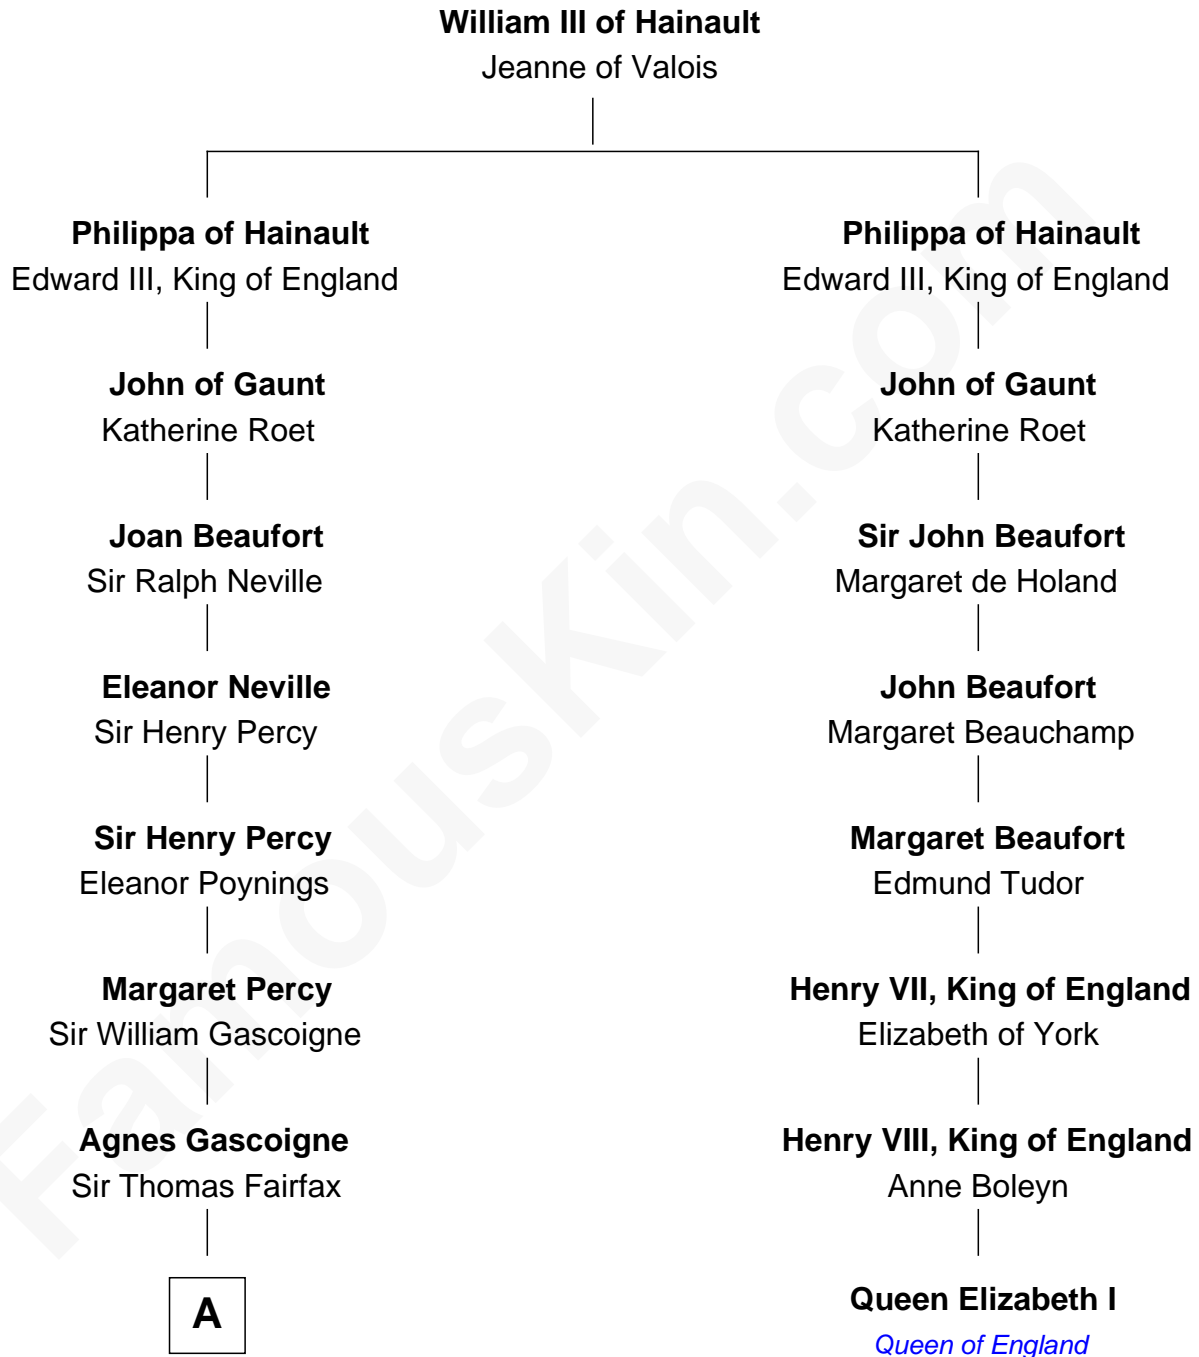 William III of Hainault
Jeanne of Valois
Philippa of Hainault
Edward III, King of England
John of Gaunt
Katherine Roet
Joan Beaufort
Sir Ralph Neville
Eleanor Neville
Sir Henry Percy
Sir Henry Percy
Eleanor Poynings
Margaret Percy
Sir William Gascoigne
Agnes Gascoigne
Sir Thomas Fairfax
A
Philippa of Hainault
Edward III, King of England
John of Gaunt
Katherine Roet
Sir John Beaufort
Margaret de Holand
John Beaufort
Margaret Beauchamp
Margaret Beaufort
Edmund Tudor
Henry VII, King of England
Elizabeth of York
Henry VIII, King of England
Anne Boleyn
Queen Elizabeth I
Queen of England
FamousKin.com